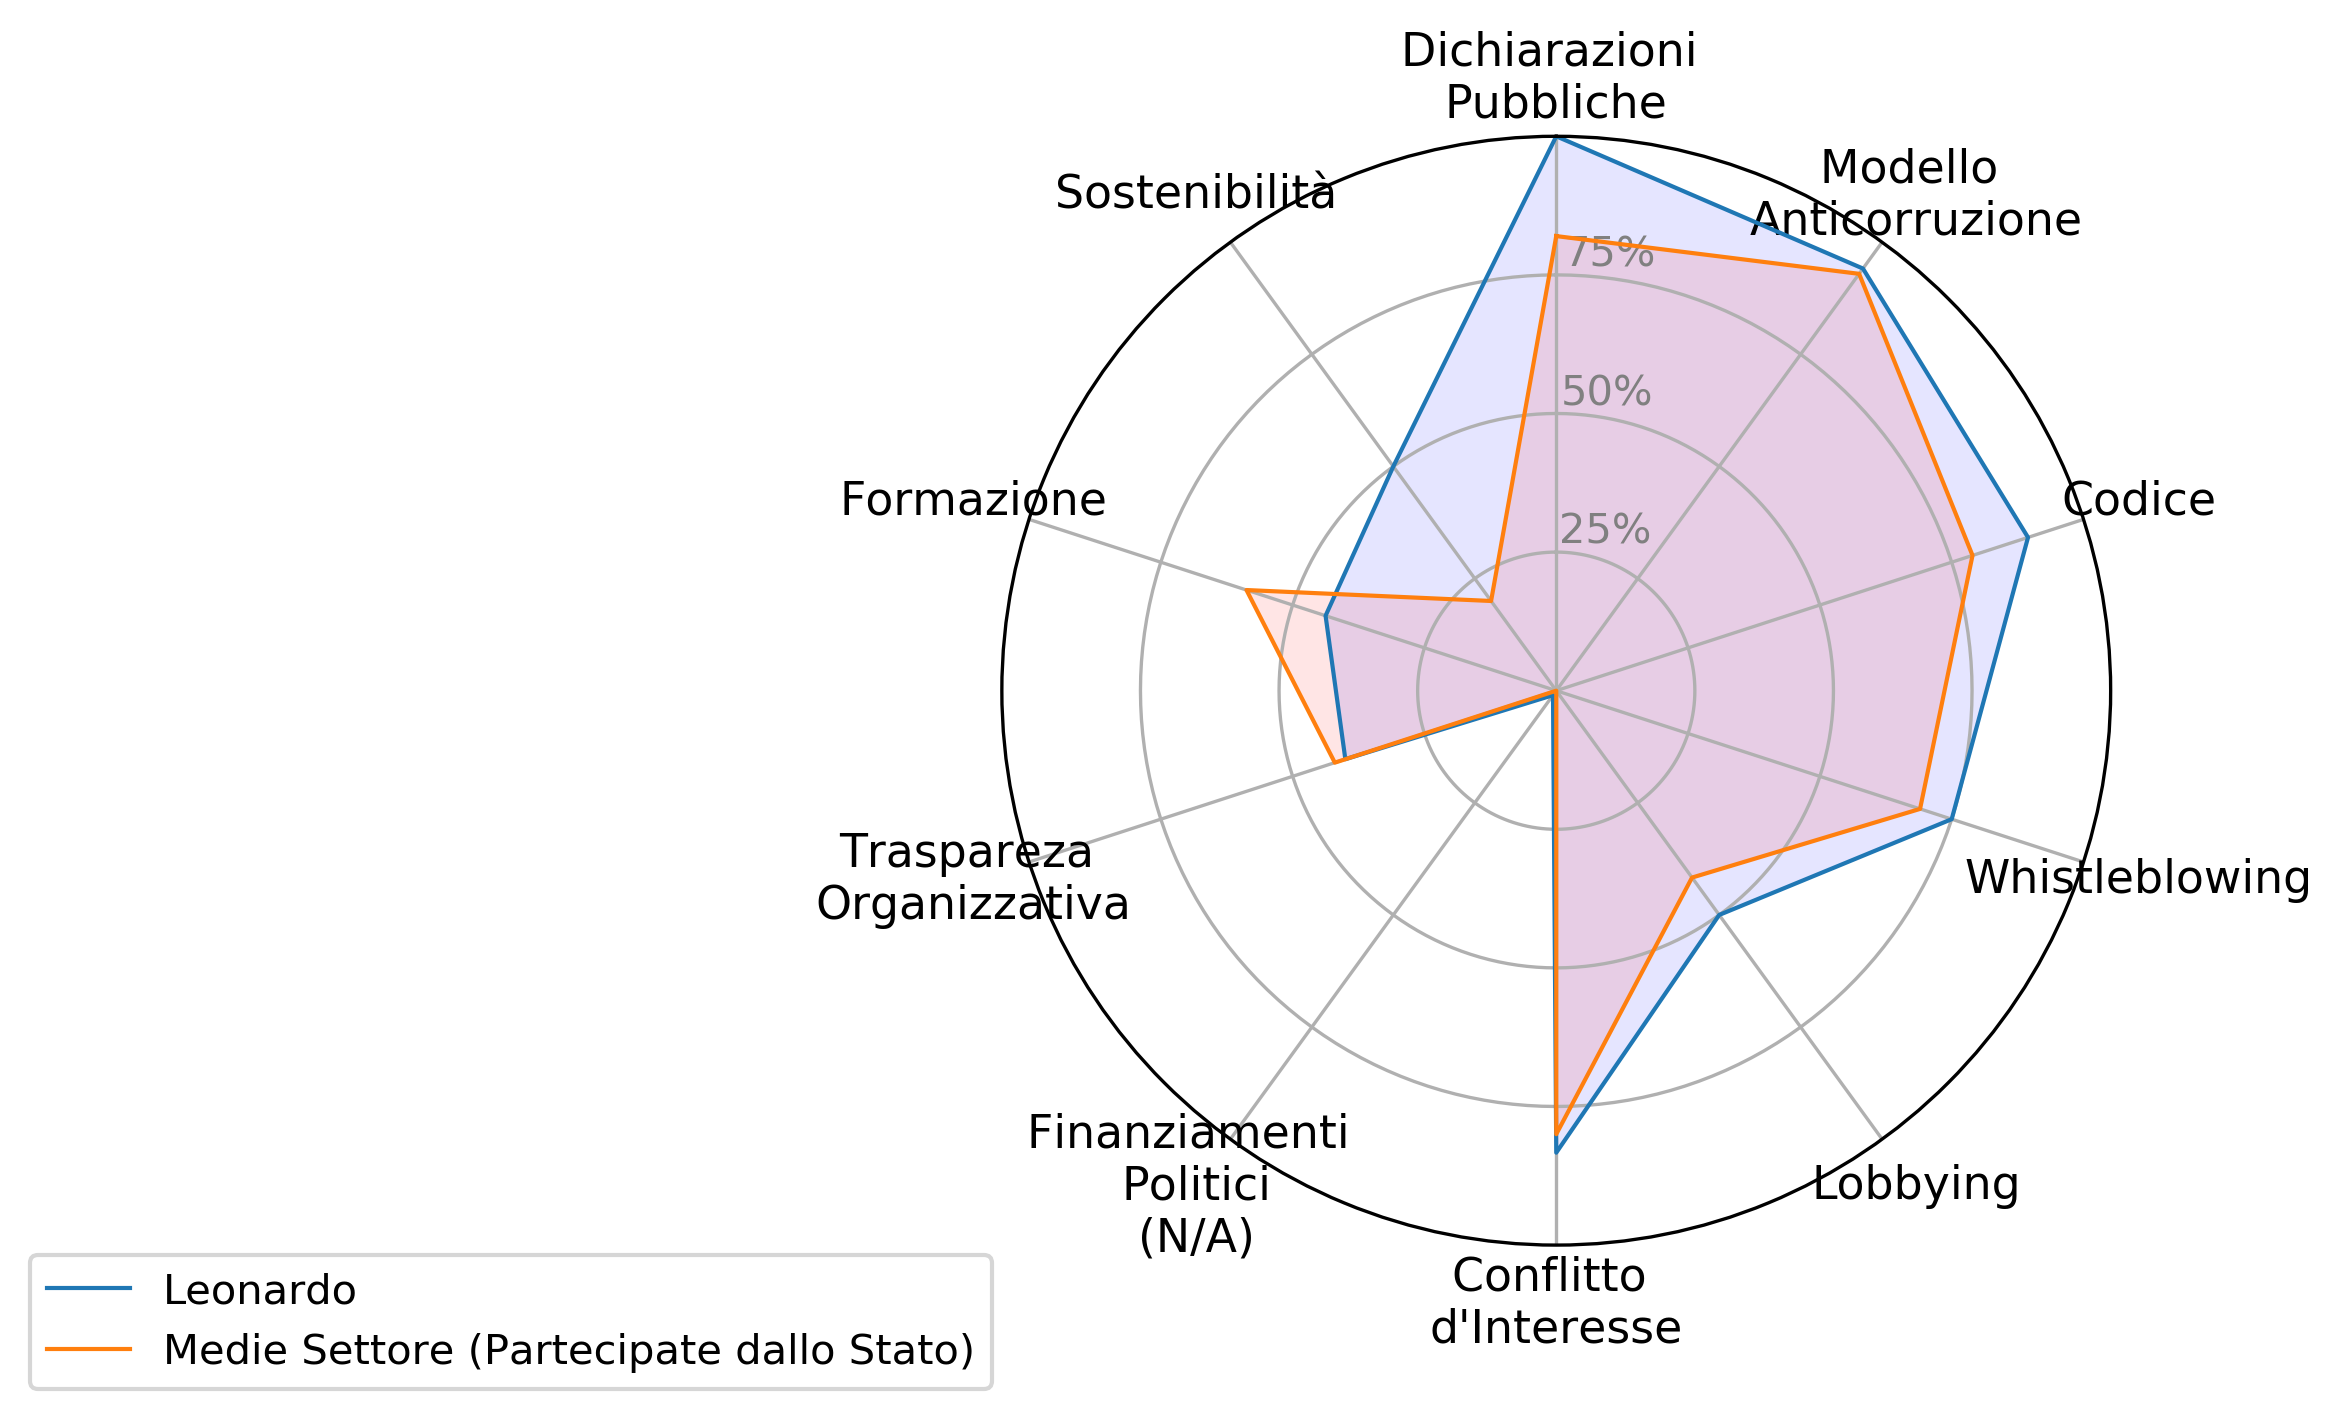 Dichiarazioni
Pubbliche
Modello
Anticorruzione
Sostenibilità
75%
50%
25%
Formazione
Codice
Traspareza
Organizzativa
Whistleblowing
Finanziamenti
Politici
(N/A)
Lobbying
Conflitto
d'Interesse
Leonardo
Medie Settore (Partecipate dallo Stato)